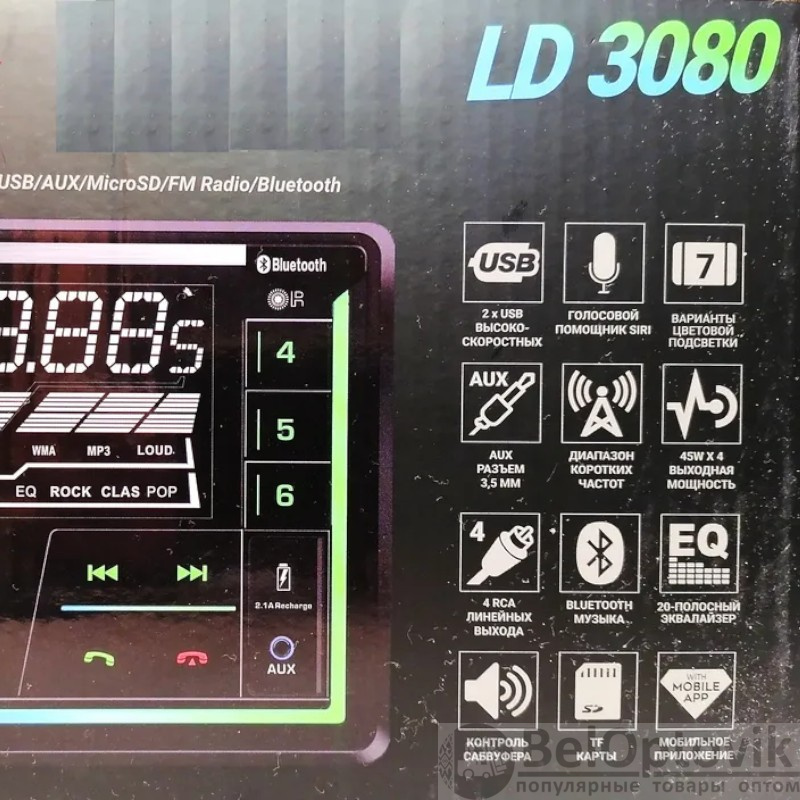 LD 3080
USB/AUX/MicroSD/FM Radio/Bluetooth
Bluetooth
4
5
6
WMA MP3 LOUD
EQ ROCK CLAS POP
2.1A Recharge
AUX
USB
2 x USB
ВЫСОКО-
СКОРОСТНЫХ
ГОЛОСОВОЙ
ПОМОЩНИК SIRI
7
ВАРИАНТЫ
ЦВЕТОВОЙ
ПОДСВЕТКИ
AUX
AUX
РАЗЪЕМ
3,5 ММ
ДИАПАЗОН
КОРОТКИХ
ЧАСТОТ
45W X 4
ВЫХОДНАЯ
МОЩНОСТЬ
4
4 RCA
ЛИНЕЙНЫХ
ВЫХОДА
BLUETOOTH
МУЗЫКА
EQ
20-ПОЛОСНЫЙ
ЭКВАЛАЙЗЕР
КОНТРОЛЬ
САБВУФЕРА
SD
TF
КАРТЫ
WITH
MOBILE
APP
МОБИЛЬНОЕ
ПРИЛОЖЕНИЕ
BelOptovik
популярные товары оптом